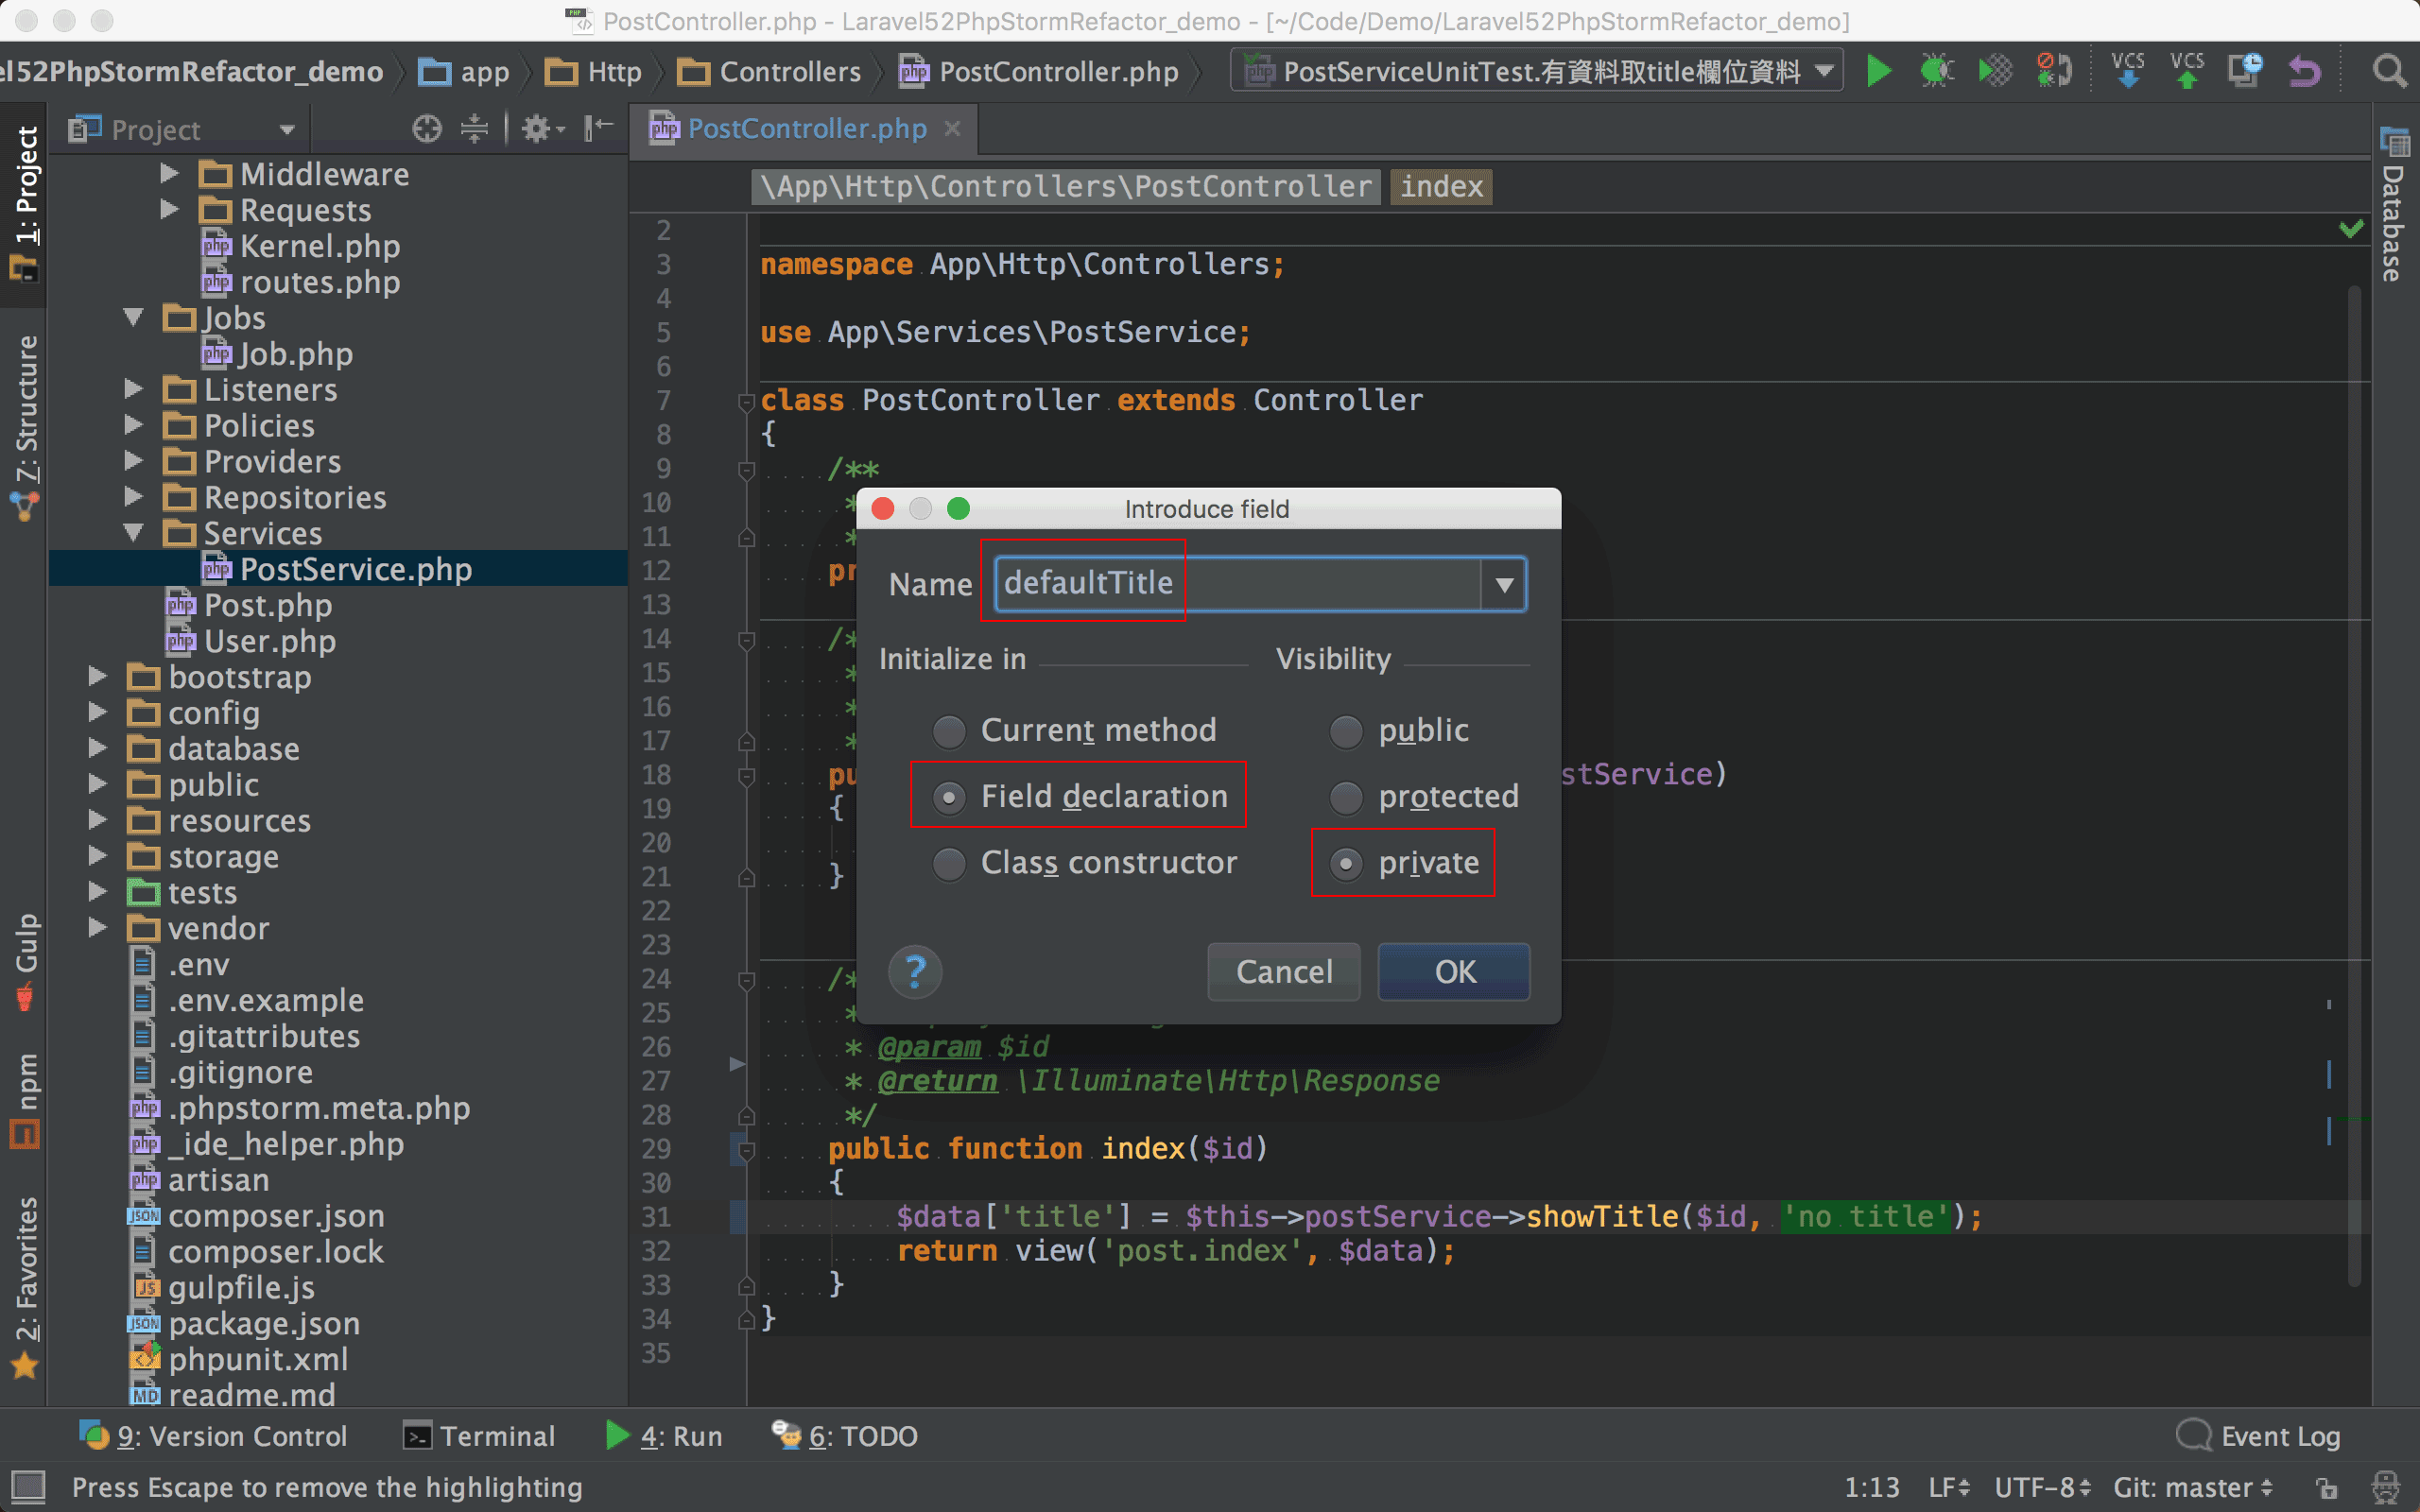 PostController.php - Laravel52PhpStormRefactor_demo - [~/Code/Demo/Laravel52PhpStormRefactor_demo]
el52PhpStormRefactor_demo app Http Controllers PostController.php PostServiceUnitTest.有資料取title欄位資料 VCS VCS
Project
PostController.php
\App\Http\Controllers\PostController index
1: Project
7: Structure
Gulp
npm
2: Favorites
Middleware
Requests
Kernel.php
routes.php
Jobs
Job.php
Listeners
Policies
Providers
Repositories
Services
PostService.php
Post.php
User.php
bootstrap
config
database
public
resources
storage
tests
vendor
.env
.env.example
.gitattributes
.gitignore
.phpstorm.meta.php
_ide_helper.php
artisan
composer.json
composer.lock
gulpfile.js
package.json
phpunit.xml
readme.md
2
3 namespace App\Http\Controllers;
4
5 use App\Services\PostService;
6
7 class PostController extends Controller
8 {
9 /**
10 *
11 *
12 pr
13
14 /*
15 *
16 *
17 *
18 pu stService)
19 {
20
21 }
22
23
24 /*
25 *
26 * @param $id
27 * @return \Illuminate\Http\Response
28 */
29 public function index($id)
30 {
31 $data['title'] = $this->postService->showTitle($id, 'no title');
32 return view('post.index', $data);
33 }
34 }
35
Introduce field
Name defaultTitle
Initialize in
Current method
Field declaration
Class constructor
Visibility
public
protected
private
? Cancel OK
Database
9: Version Control Terminal 4: Run 6: TODO Event Log
Press Escape to remove the highlighting 1:13 LF UTF-8 Git: master